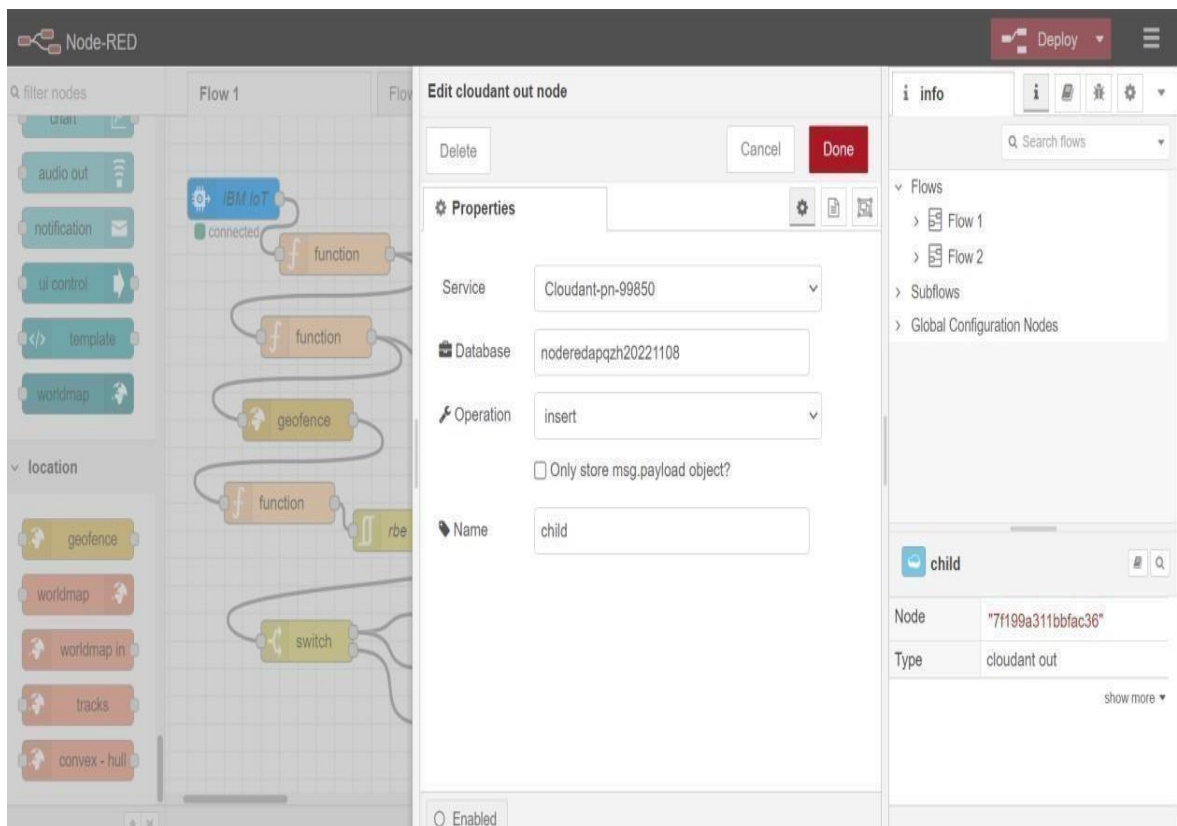 Node-RED
Deploy
filter nodes
chart
audio out
notification
ui control
template
worldmap
location
geofence
worldmap
worldmap in
tracks
convex - hull
Flow 1
Flow
IBM IoT
connected
function
function
geofence
function
rbe
switch
Edit cloudant out node
Delete
Cancel
Done
Properties
Service
Cloudant-pn-99850
Database
noderedapqzh20221108
Operation
insert
Only store msg.payload object?
Name
child
Enabled
i info
i
Search flows
Flows
Flow 1
Flow 2
Subflows
Global Configuration Nodes
child
Node
"7f199a311bbfac36"
Type
cloudant out
show more